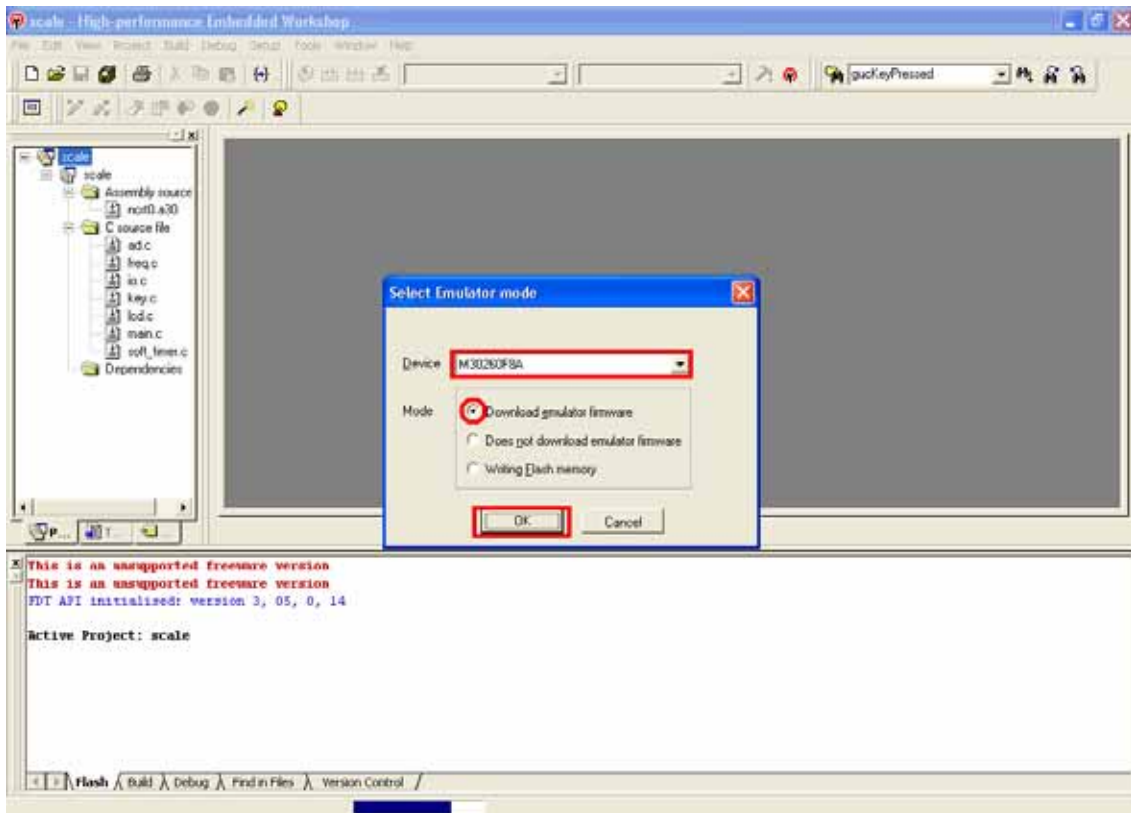 scale - High-performance Embedded Workshop
File Edit View Project Build Debug Setup Tools Window Help
gucKeyPressed
scale
scale
Assembly source
ncrt0.a30
C source file
ad.c
freq.c
io.c
key.c
lcd.c
main.c
soft_timer.c
Dependencies
P...
T...
Select Emulator mode
Device M30260F8A
Mode
Download emulator firmware
Does not download emulator firmware
Writing Flash memory
OK Cancel
This is an unsupported freeware version
This is an unsupported freeware version
FDT API initialised: version 3, 05, 0, 14
Active Project: scale
Flash Build Debug Find in Files Version Control